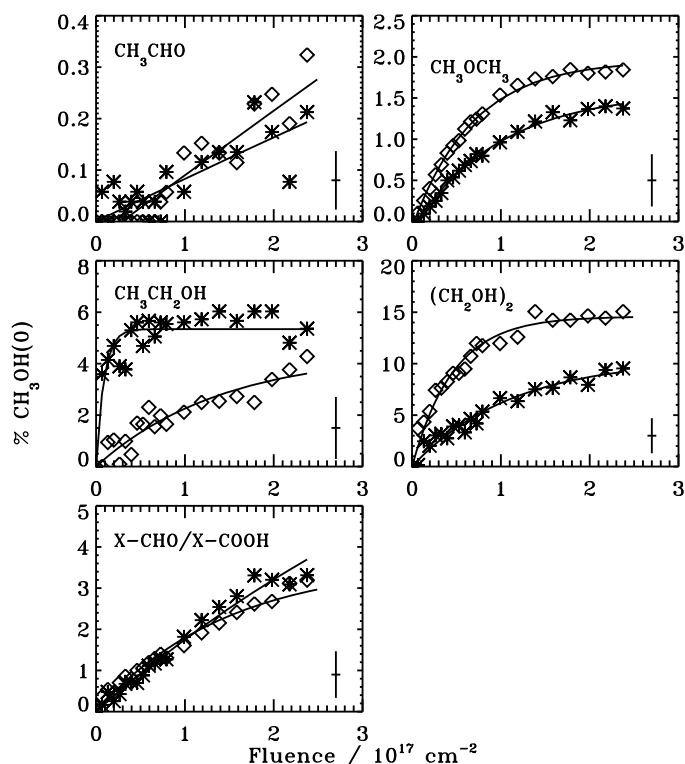 0.4
0.3
0.2
0.1
0.0
CH3CHO
0 1 2 3
2.5
2.0
1.5
1.0
0.5
0.0
CH3OCH3
0 1 2 3
8
6
4
2
0
CH3CH2OH
0 1 2 3
20
15
10
5
0
(CH2OH)2
0 1 2 3
% CH3OH(0)
5
4
3
2
1
0
X−CHO/X−COOH
0 1 2 3
Fluence / 10^17 cm^−2